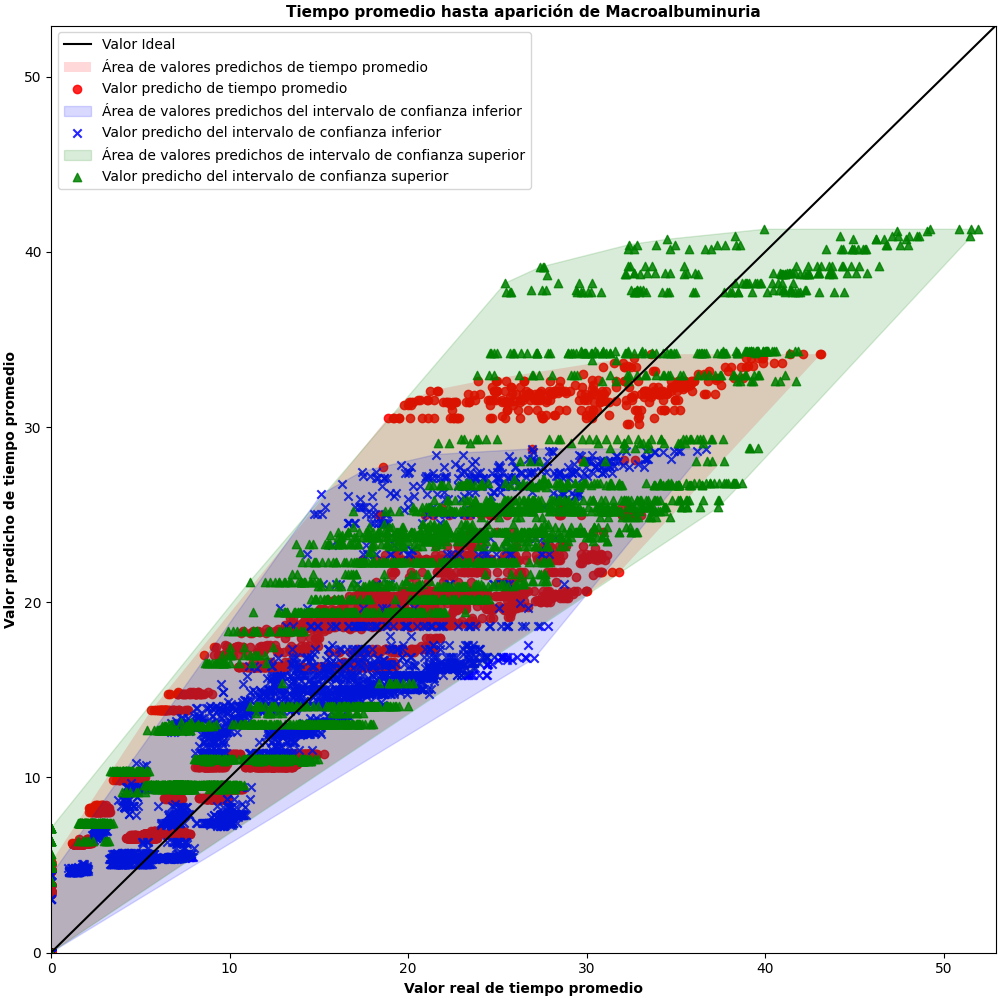 Tiempo promedio hasta aparición de Macroalbuminuria
Valor Ideal
Área de valores predichos de tiempo promedio
Valor predicho de tiempo promedio
Área de valores predichos del intervalo de confianza inferior
Valor predicho del intervalo de confianza inferior
Área de valores predichos de intervalo de confianza superior
Valor predicho del intervalo de confianza superior
Valor predicho de tiempo promedio
50
40
30
20
10
0
0 10 20 30 40 50
Valor real de tiempo promedio